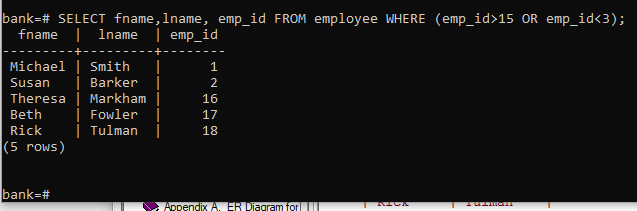 bank=# SELECT fname,lname, emp_id FROM employee WHERE (emp_id>15 OR emp_id<3);
fname | lname | emp_id
---------+---------+--------
Michael | Smith | 1
Susan | Barker | 2
Theresa | Markham | 16
Beth | Fowler | 17
Rick | Tulman | 18
(5 rows)
bank=#
Appendix A. ER Diagram for | Rick | Tulman |